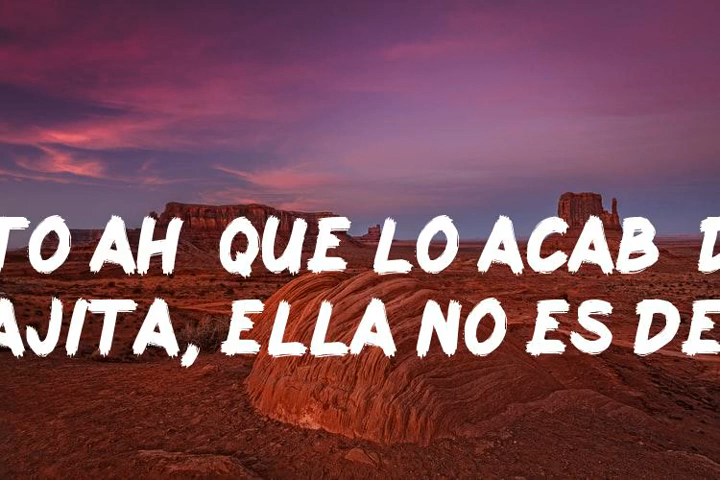 TO AH QUE LO ACAB D
AJITA, ELLA NO ES DE